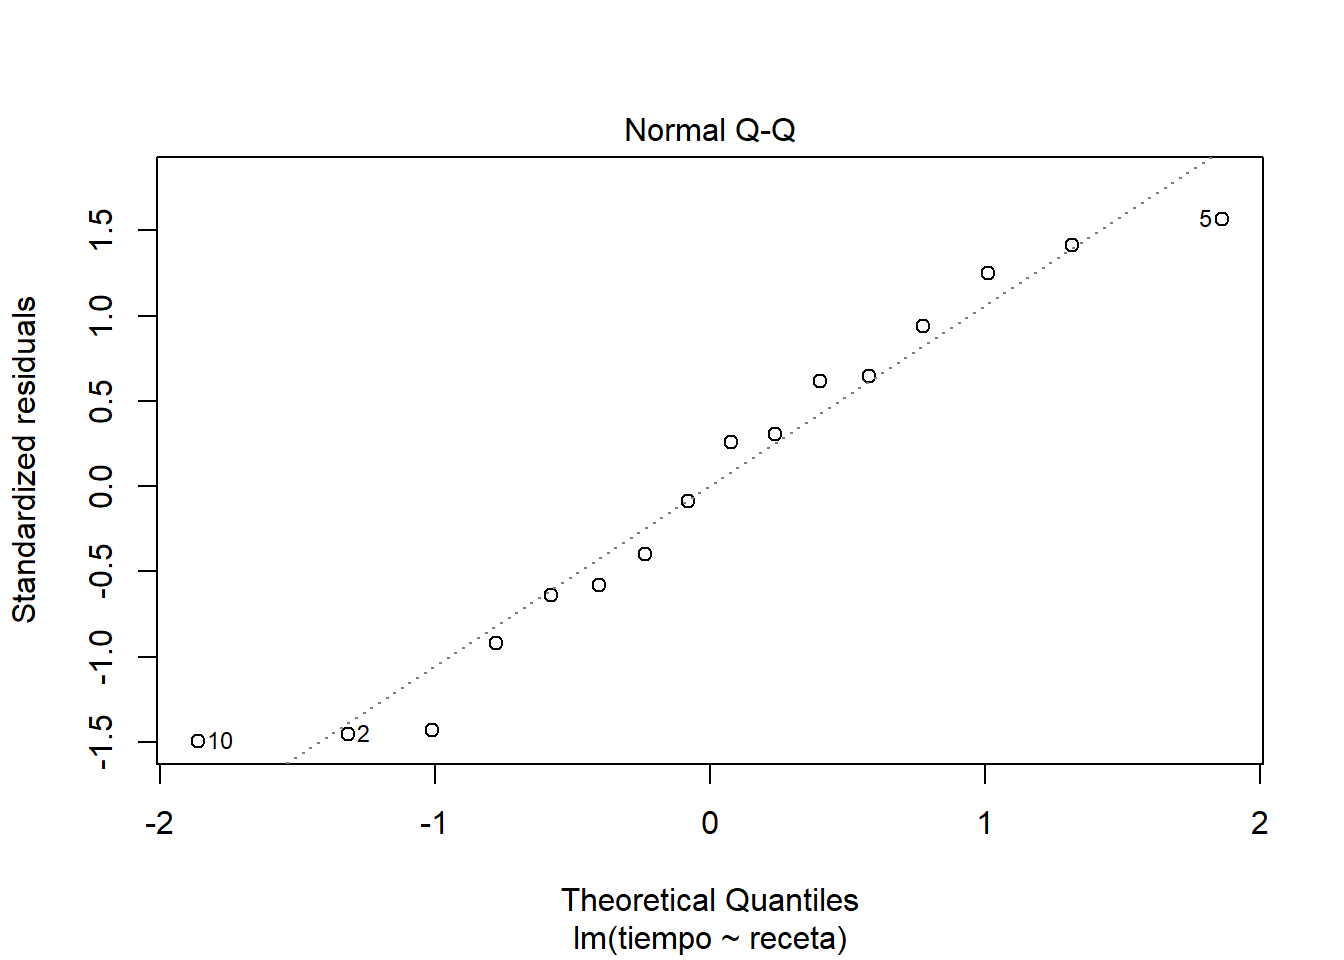 Normal Q-Q
Standardized residuals
1.5
1.0
0.5
0.0
-0.5
-1.0
-1.5
5
10
2
-2 -1 0 1 2
Theoretical Quantiles
lm(tiempo ~ receta)